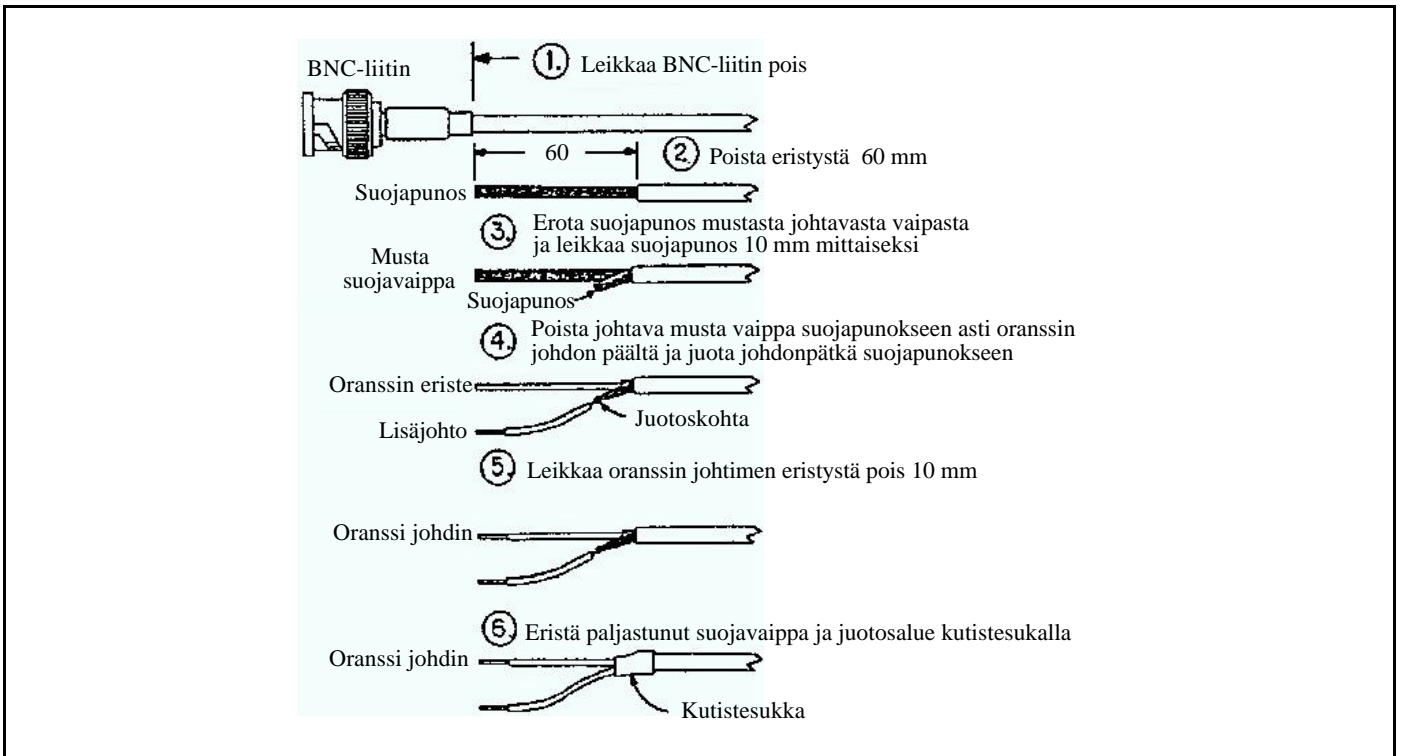 BNC-liitin
1. Leikkaa BNC-liitin pois
60
2. Poista eristystä 60 mm
Suojapunos
3. Erota suojapunos mustasta johtavasta vaipasta
ja leikkaa suojapunos 10 mm mittaiseksi
Musta
suojavaippa
Suojapunos
4. Poista johtava musta vaippa suojapunokseen asti oranssin
johdon päältä ja juota johdonpätkä suojapunokseen
Oranssin eriste
Juotoskohta
Lisäjohto
5. Leikkaa oranssin johtimen eristystä pois 10 mm
Oranssi johdin
6. Eristä paljastunut suojavaippa ja juotosalue kutistesukalla
Oranssi johdin
Kutistesukka